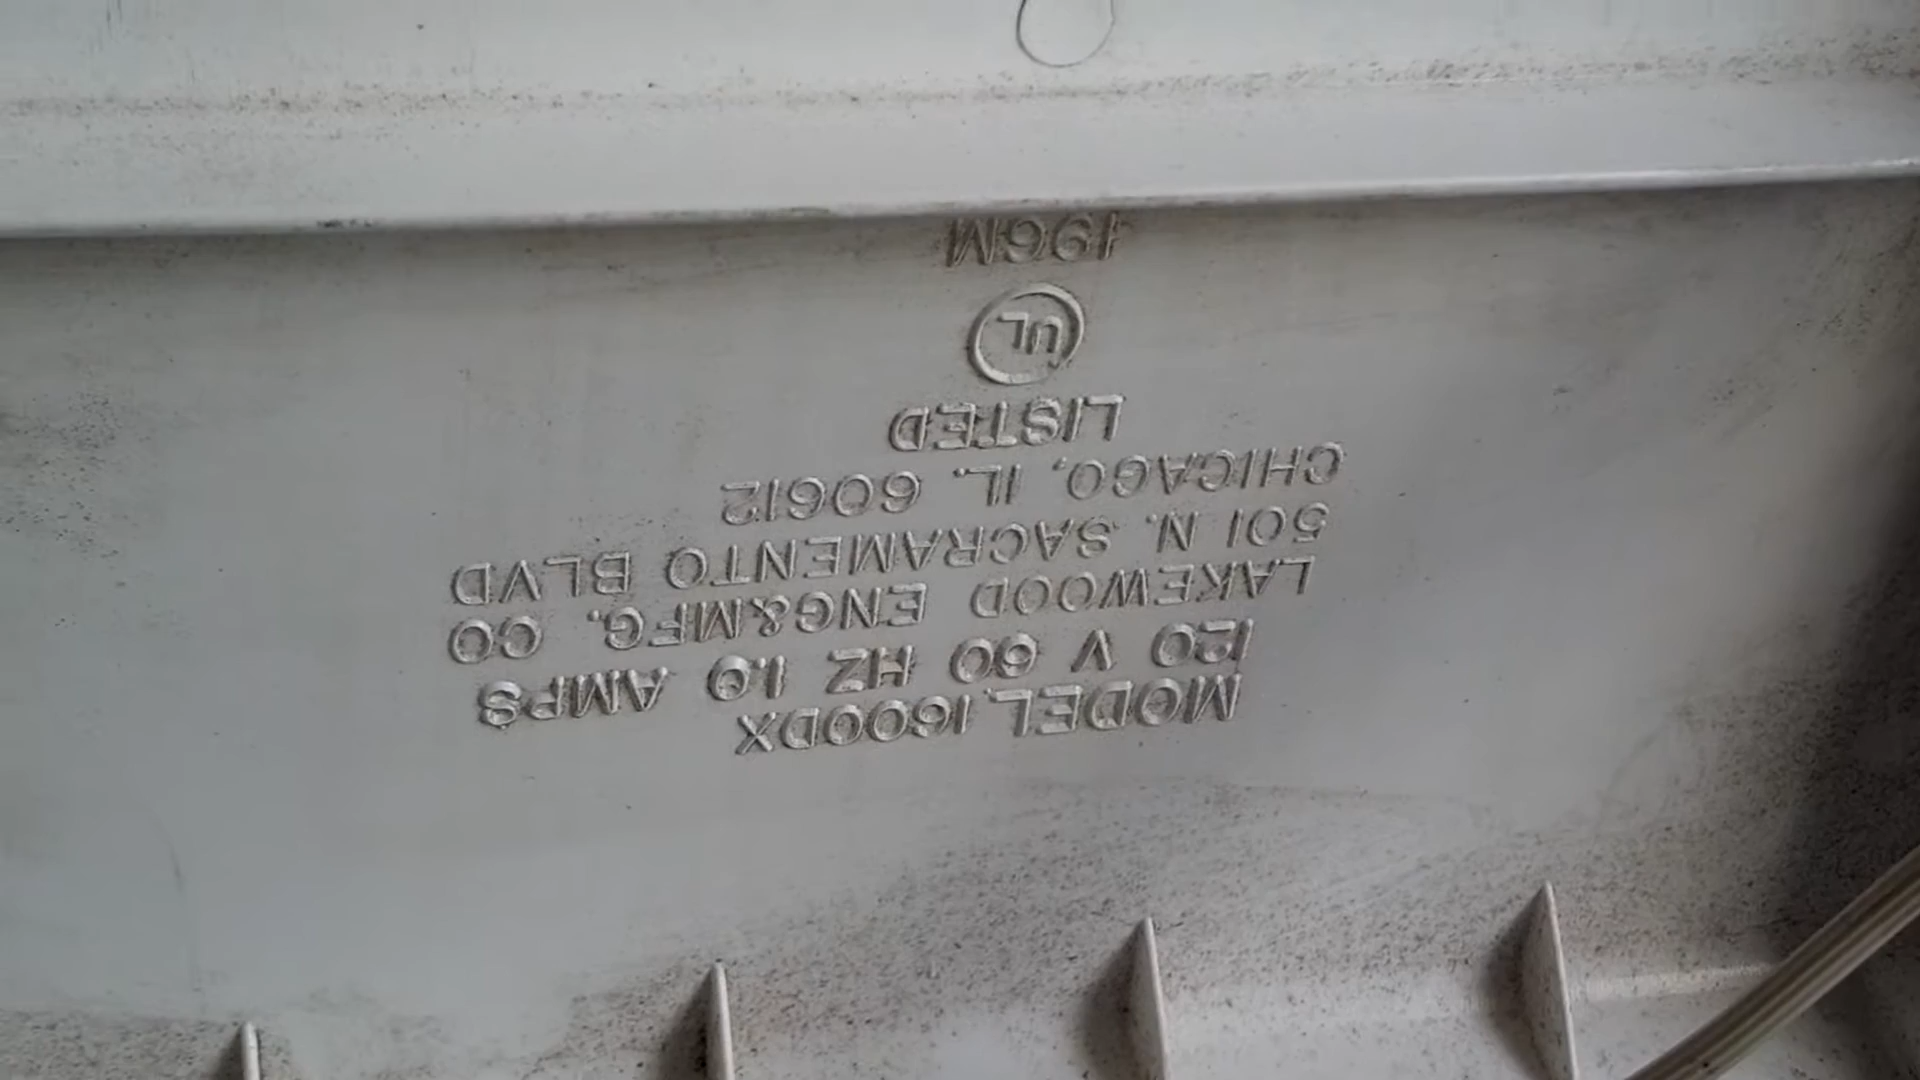 MODEL 1600DX
120 V 60 HZ 1.0 AMPS
LAKEWOOD ENG&MFG. CO
501 N. SACRAMENTO BLVD
CHICAGO, IL. 60612
LISTED
UL
196M